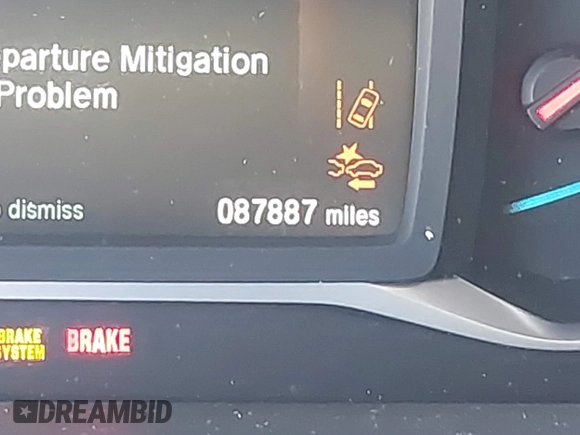 parture Mitigation
Problem
dismiss
087887 miles
BRAKE
SYSTEM
BRAKE
DREAMBID